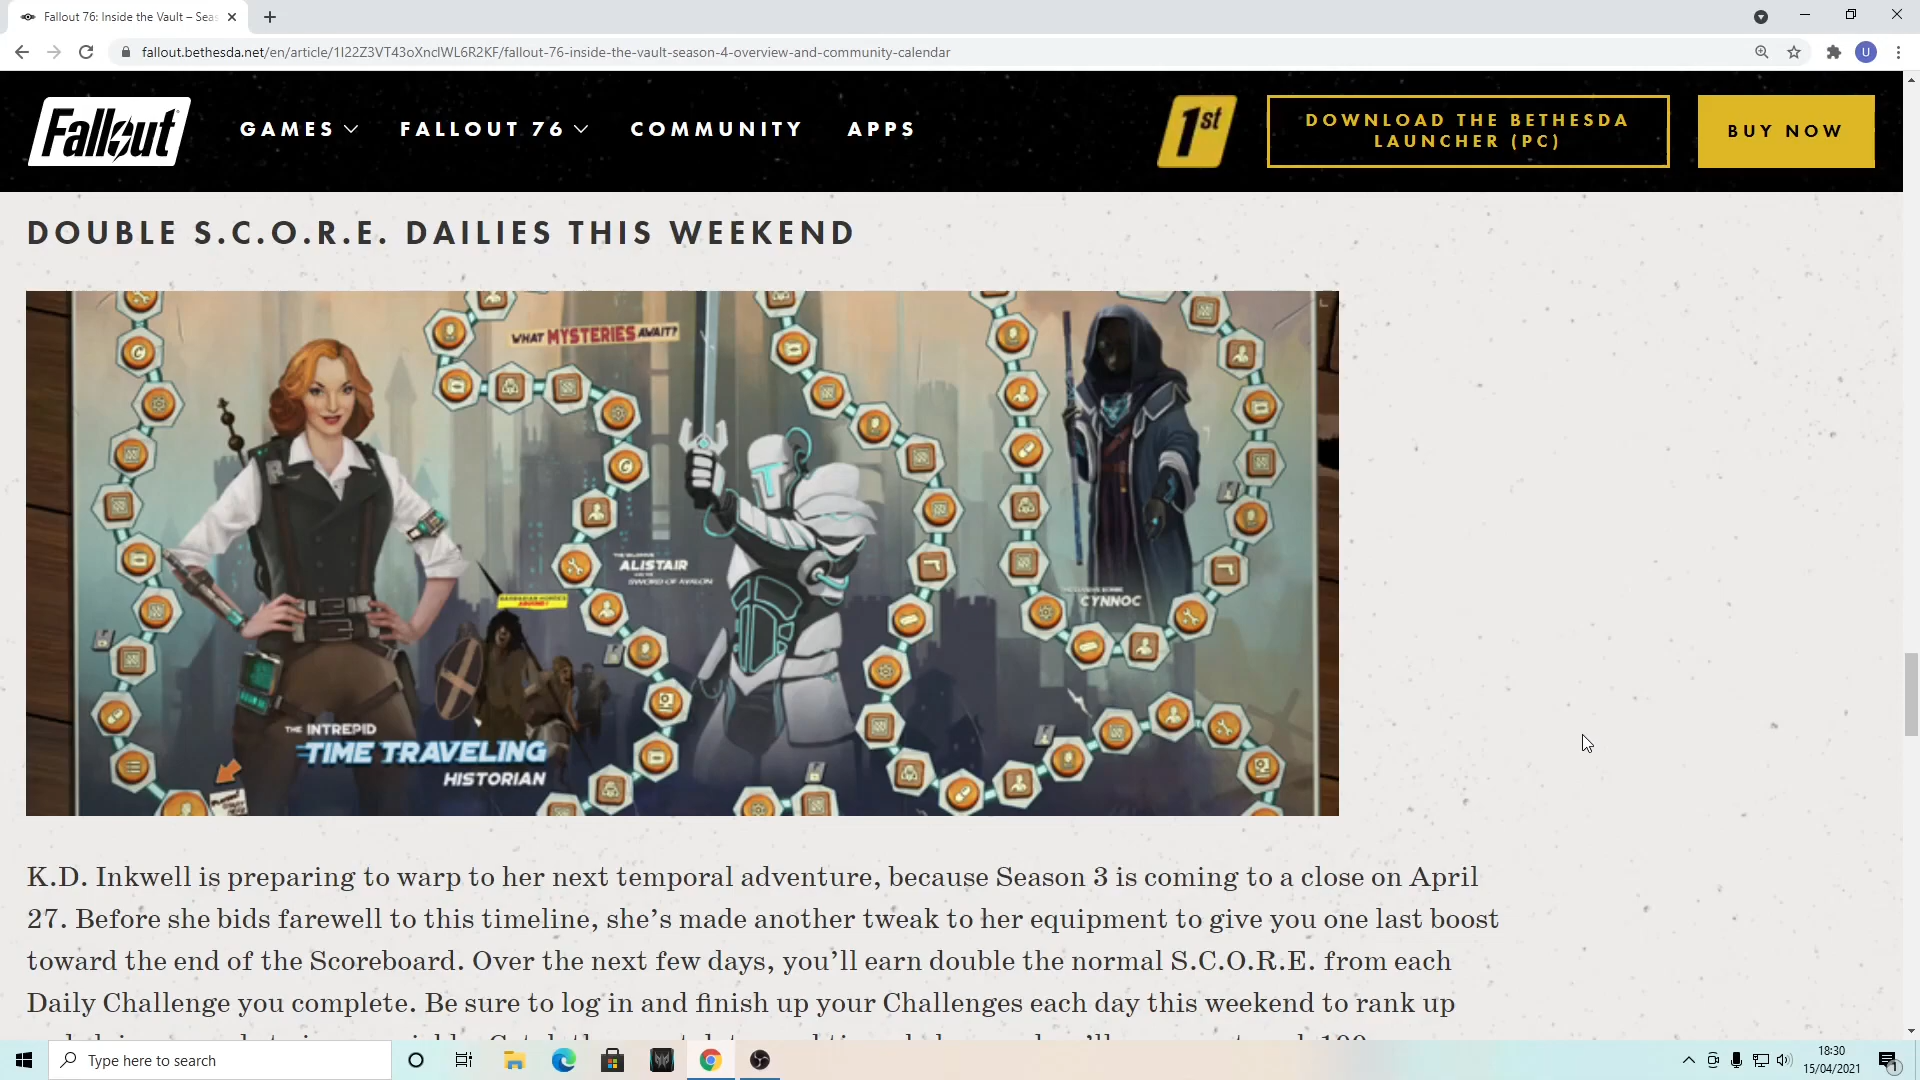 Fallout 76: Inside the Vault – Seas
fallout.bethesda.net/en/article/1I22Z3VT43oXnclWL6R2KF/fallout-76-inside-the-vault-season-4-overview-and-community-calendar
U
Fallout
GAMES
FALLOUT 76
COMMUNITY
APPS
1st
DOWNLOAD THE BETHESDA
LAUNCHER (PC)
BUY NOW
DOUBLE S.C.O.R.E. DAILIES THIS WEEKEND
WHAT MYSTERIES AWAIT?
ALISTAIR
SWORD OF AVALON
CYNNOC
THE INTREPID
TIME TRAVELING
HISTORIAN
K.D. Inkwell is preparing to warp to her next temporal adventure, because Season 3 is coming to a close on April
27. Before she bids farewell to this timeline, she’s made another tweak to her equipment to give you one last boost
toward the end of the Scoreboard. Over the next few days, you’ll earn double the normal S.C.O.R.E. from each
Daily Challenge you complete. Be sure to log in and finish up your Challenges each day this weekend to rank up
Type here to search
18:30
15/04/2021
1